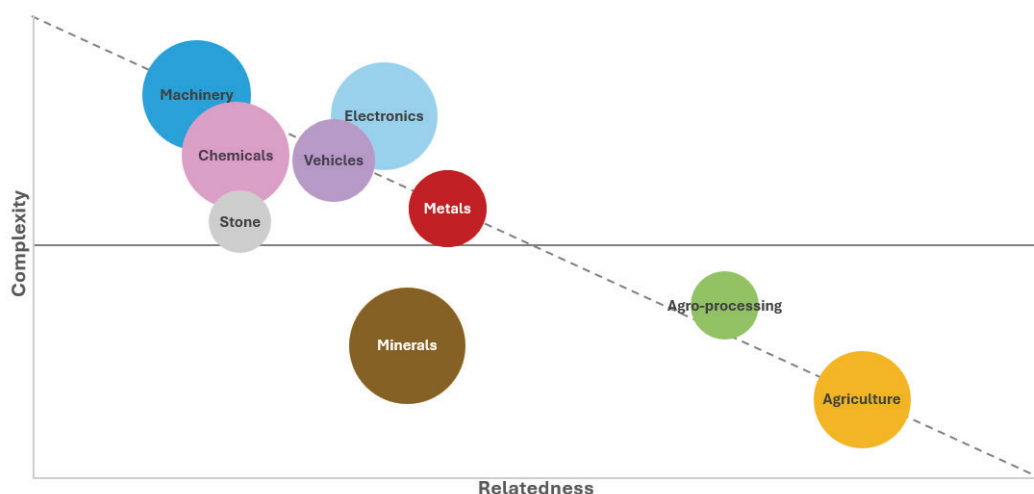 Machinery
Electronics
Chemicals
Vehicles
Metals
Stone
Complexity
Agro-processing
Minerals
Agriculture
Relatedness